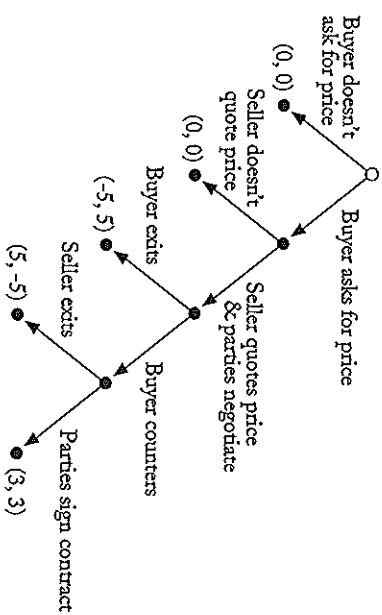 Buyer doesn't
ask for price
(0, 0)
Buyer asks for price
Seller doesn't
quote price
(0, 0)
Seller quotes price
& parties negotiate
Buyer exits
(-5, 5)
Buyer counters
Seller exits
(5, -5)
Parties sign contract
(3, 3)